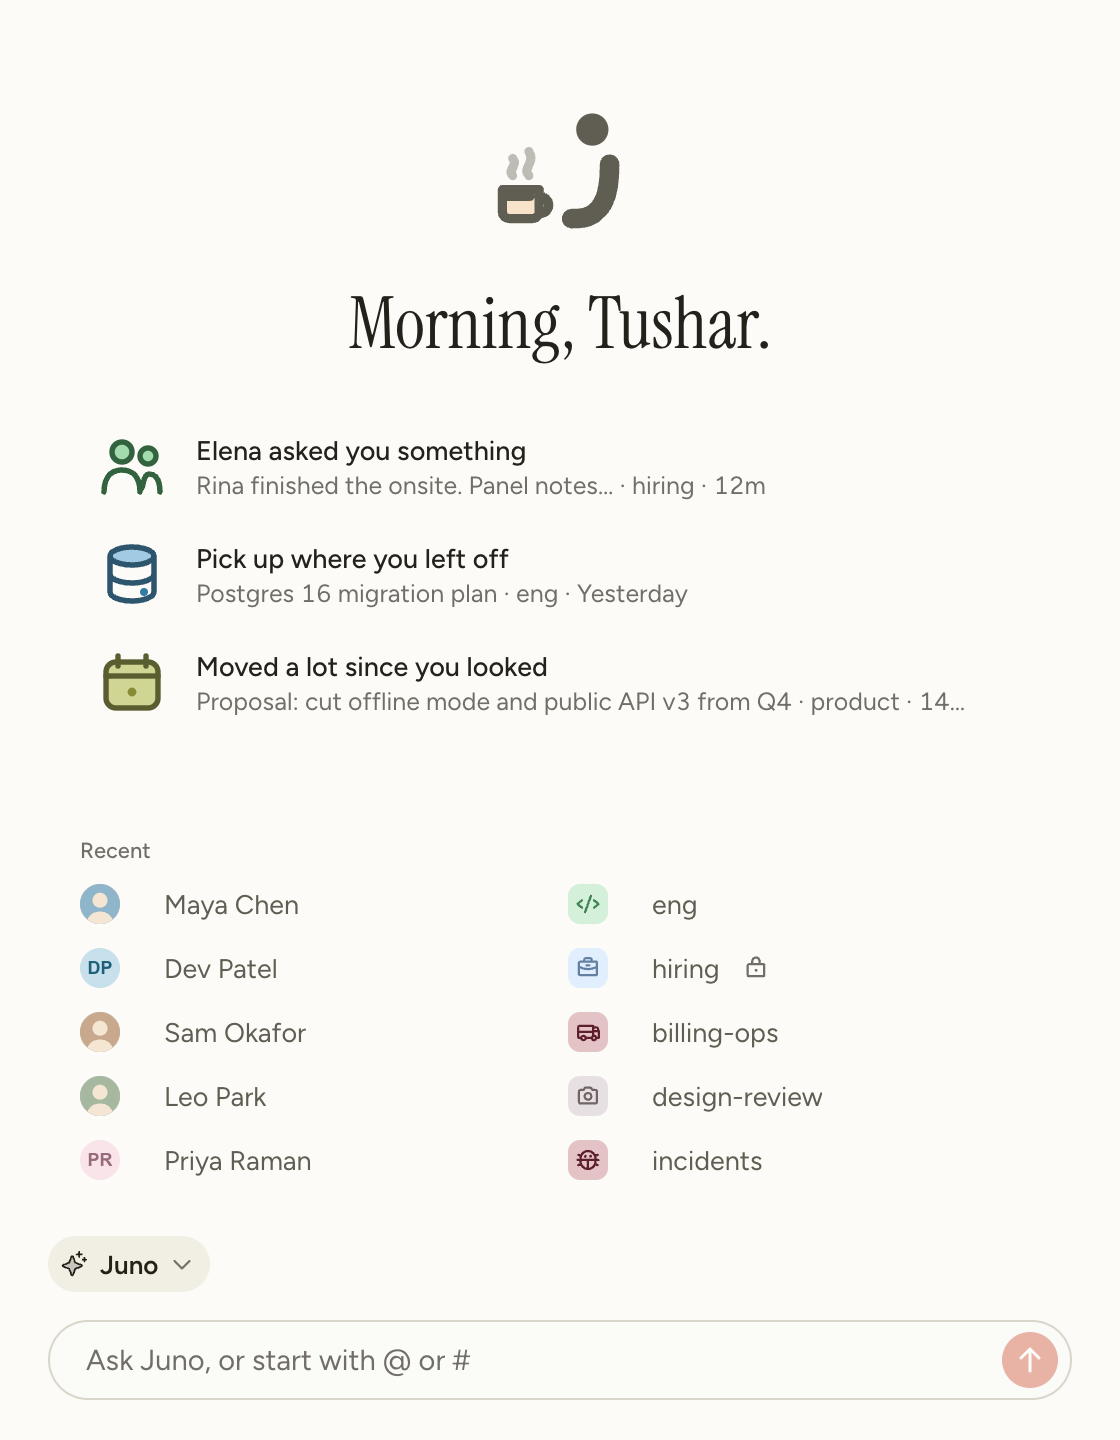 Morning, Tushar.
Elena asked you something
Rina finished the onsite. Panel notes... · hiring · 12m
Pick up where you left off
Postgres 16 migration plan · eng · Yesterday
Moved a lot since you looked
Proposal: cut offline mode and public API v3 from Q4 · product · 14...
Recent
Maya Chen
eng
DP Dev Patel
hiring
Sam Okafor
billing-ops
Leo Park
design-review
PR Priya Raman
incidents
Juno
Ask Juno, or start with @ or #